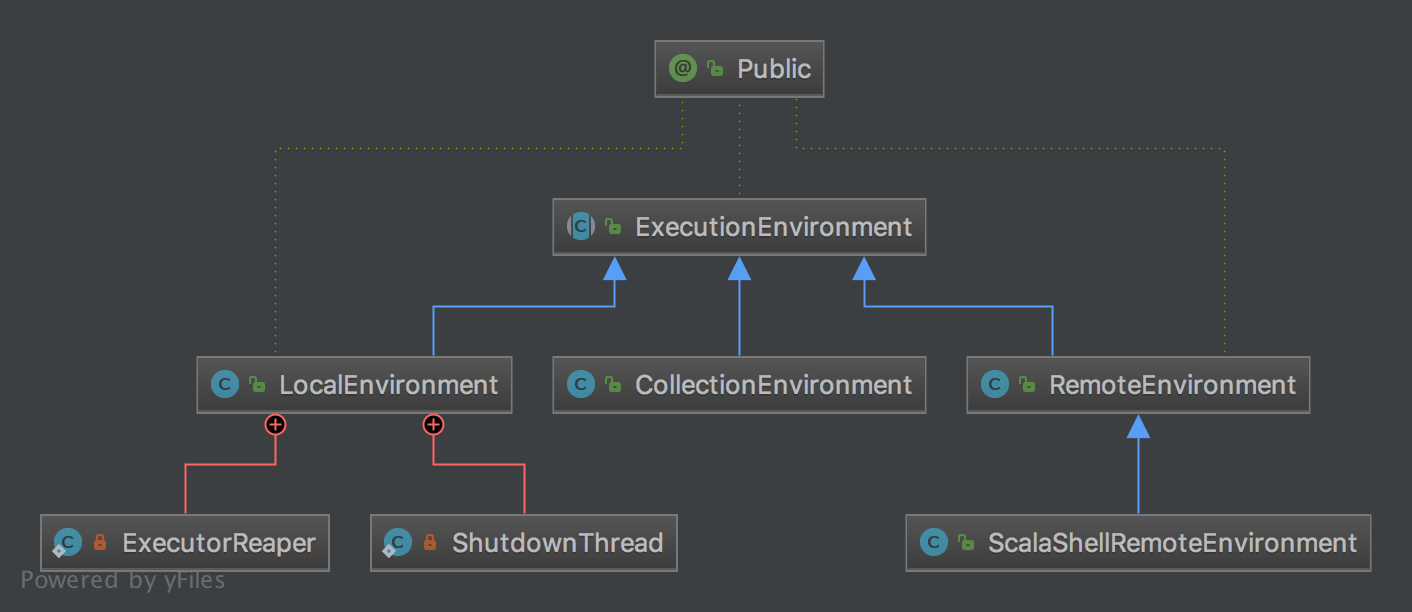 Public
ExecutionEnvironment
LocalEnvironment
CollectionEnvironment
RemoteEnvironment
ExecutorReaper
ShutdownThread
ScalaShellRemoteEnvironment
Powered by yFiles